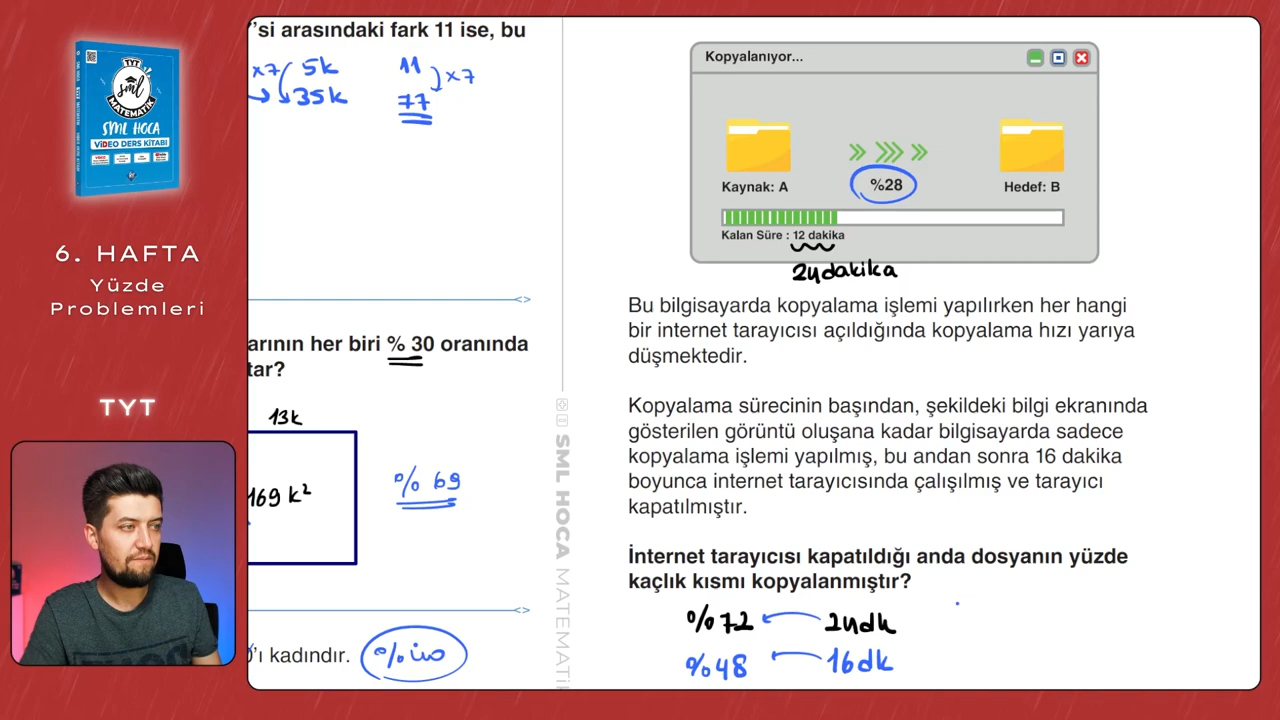 TYT
sml
MATEMATİK
SML HOCA
VİDEO DERS KİTABI
6. HAFTA
Yüzde
Problemleri
TYT
'si arasındaki fark 11 ise, bu
x7 5k 11 x7
35k 77
arının her biri % 30 oranında
tar?
13k
169 k²
% 69
'ı kadındır.
SML HOCA MATEMATİK
Kopyalanıyor...
Kaynak: A
%28
Hedef: B
Kalan Süre : 12 dakika
24dakika
Bu bilgisayarda kopyalama işlemi yapılırken her hangi
bir internet tarayıcısı açıldığında kopyalama hızı yarıya
düşmektedir.
Kopyalama sürecinin başından, şekildeki bilgi ekranında
gösterilen görüntü oluşana kadar bilgisayarda sadece
kopyalama işlemi yapılmış, bu andan sonra 16 dakika
boyunca internet tarayıcısında çalışılmış ve tarayıcı
kapatılmıştır.
İnternet tarayıcısı kapatıldığı anda dosyanın yüzde
kaçlık kısmı kopyalanmıştır?
%72 24dk
%48 16dk